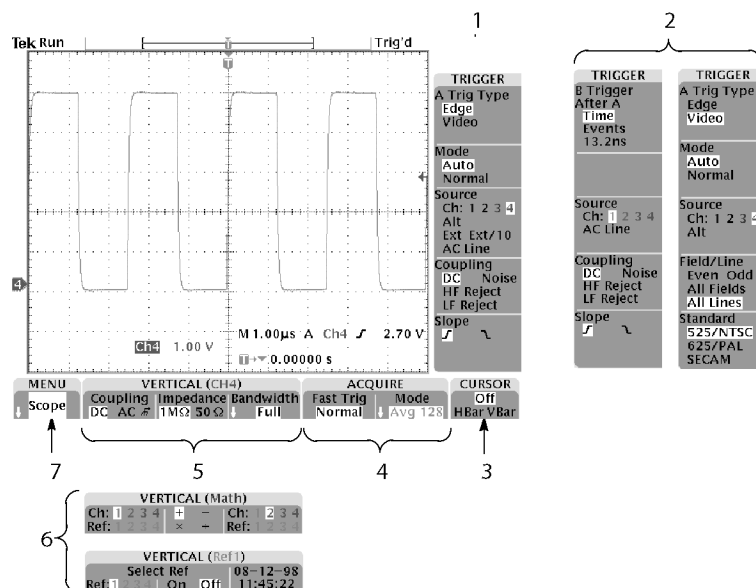 1
2
Tek Run
Trig'd
T
T
4
Ch4 1.00 V
M 1.00µs A Ch4 2.70 V
T 0.00000 s
TRIGGER
A Trig Type
Edge
Video
Mode
Auto
Normal
Source
Ch: 1 2 3 4
Alt
Ext Ext/10
AC Line
Coupling
DC Noise
HF Reject
LF Reject
Slope
TRIGGER
B Trigger
After A
Time
Events
13.2ns
Source
Ch: 1 2 3 4
AC Line
Coupling
DC Noise
HF Reject
LF Reject
Slope
TRIGGER
A Trig Type
Edge
Video
Mode
Auto
Normal
Source
Ch: 1 2 3 4
Alt
Field/Line
Even Odd
All Fields
All Lines
Standard
525/NTSC
625/PAL
SECAM
MENU
Scope
VERTICAL (CH4)
Coupling Impedance Bandwidth
DC AC 1MΩ 50 Ω Full
ACQUIRE
Fast Trig Mode
Normal Avg 128
CURSOR
Off
HBar VBar
7
5
4
3
6
VERTICAL (Math)
Ch: 1 2 3 4 + − Ch: 1 2 3 4
Ref: 1 2 3 4 × ÷ Ref: 1 2 3 4
VERTICAL (Ref1)
Select Ref 08-12-98
Ref: 1 2 3 4 On Off 11:45:22